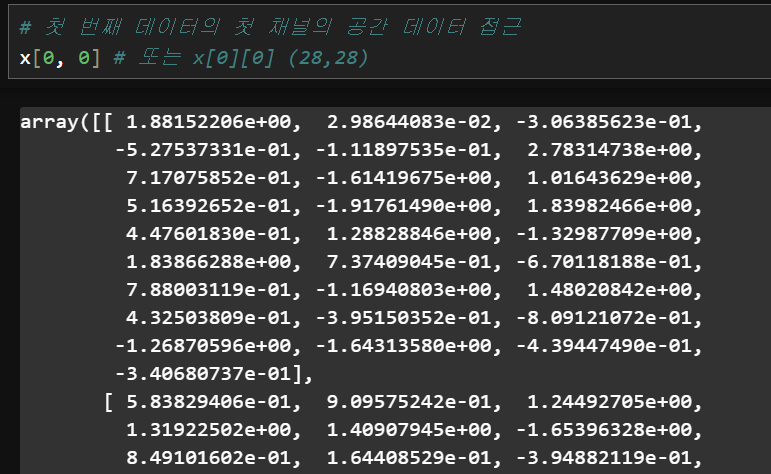 # 첫 번째 데이터의 첫 채널의 공간 데이터 접근
x[0, 0] # 또는 x[0][0] (28,28)
array([[ 1.88152206e+00,  2.98644083e-02, -3.06385623e-01,
-5.27537331e-01, -1.11897535e-01,  2.78314738e+00,
7.17075852e-01, -1.61419675e+00,  1.01643629e+00,
5.16392652e-01, -1.91761490e+00,  1.83982466e+00,
4.47601830e-01,  1.28828846e+00, -1.32987709e+00,
1.83866288e+00,  7.37409045e-01, -6.70118188e-01,
7.88003119e-01, -1.16940803e+00,  1.48020842e+00,
4.32503809e-01, -3.95150352e-01, -8.09121072e-01,
-1.26870596e+00, -1.64313580e+00, -4.39447490e-01,
-3.40680737e-01],
[ 5.83829406e-01,  9.09575242e-01,  1.24492705e+00,
1.31922502e+00,  1.40907945e+00, -1.65396328e+00,
8.49101602e-01,  1.64408529e-01, -3.94882119e-01,